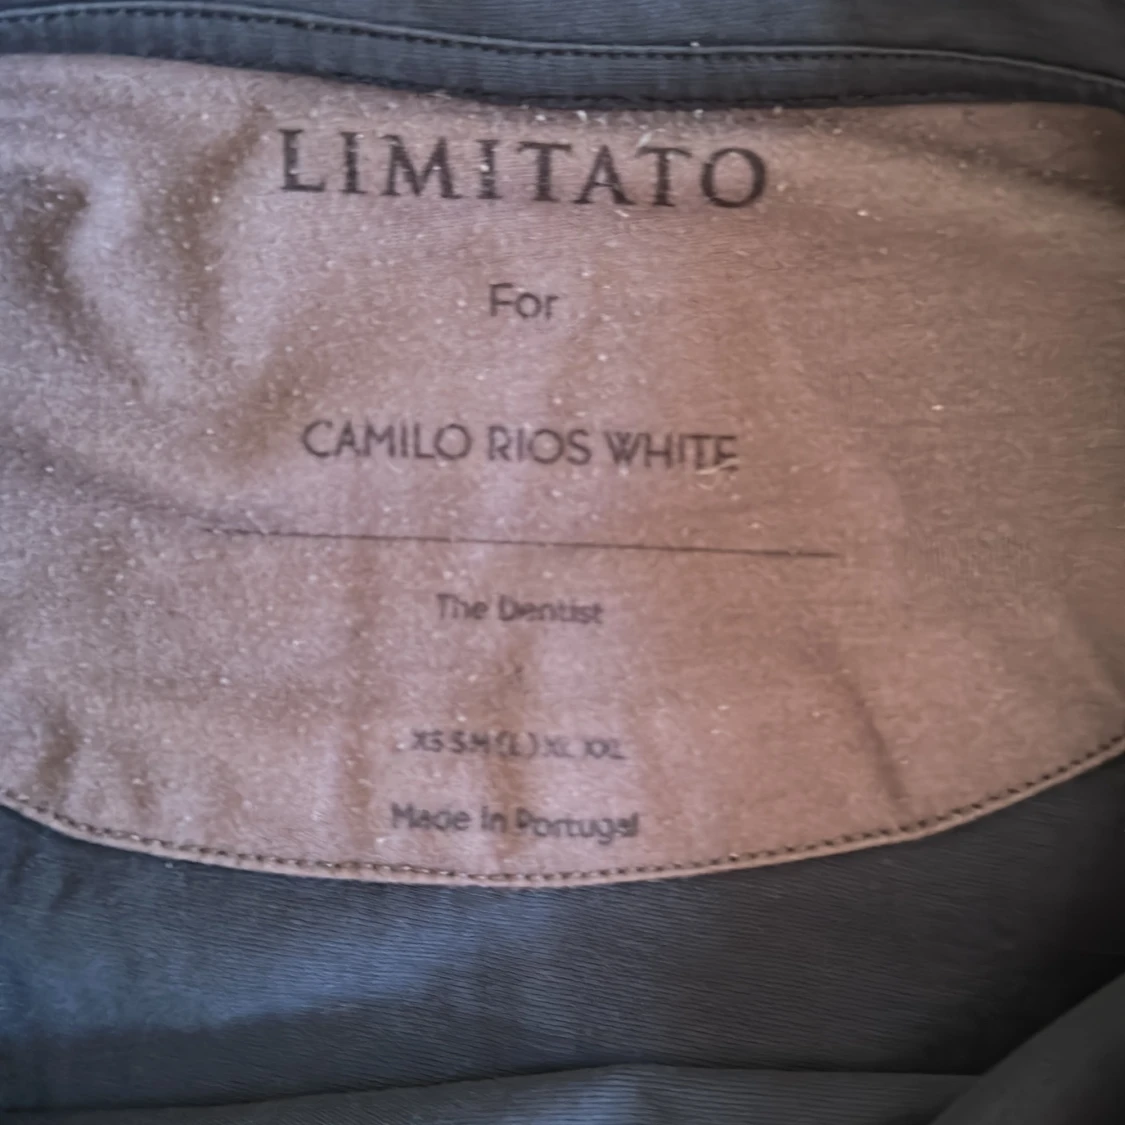 LIMITATO
For
CAMILO RIOS WHITE
The Dentist
XS S M (L) XL XXL
Made in Portugal